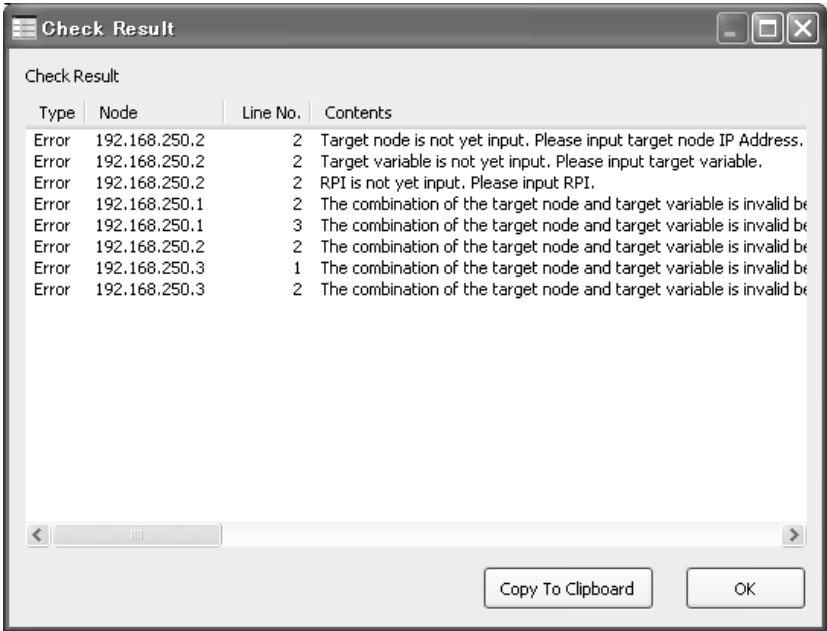 Check Result
Check Result
Type Node Line No. Contents
Error 192.168.250.2 2 Target node is not yet input. Please input target node IP Address.
Error 192.168.250.2 2 Target variable is not yet input. Please input target variable.
Error 192.168.250.2 2 RPI is not yet input. Please input RPI.
Error 192.168.250.1 2 The combination of the target node and target variable is invalid be
Error 192.168.250.1 3 The combination of the target node and target variable is invalid be
Error 192.168.250.2 2 The combination of the target node and target variable is invalid be
Error 192.168.250.3 1 The combination of the target node and target variable is invalid be
Error 192.168.250.3 2 The combination of the target node and target variable is invalid be
Copy To Clipboard OK